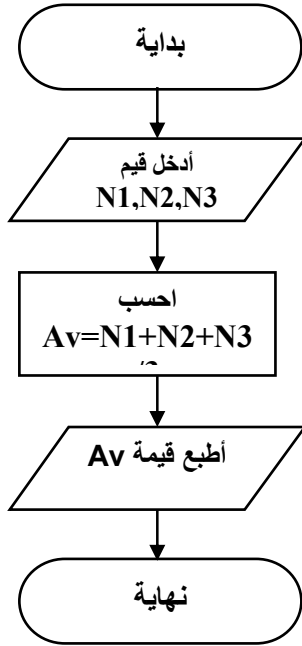 بداية
أدخل قيم
N1,N2,N3
احسب
Av=N1+N2+N3
أطبع قيمة Av
نهاية